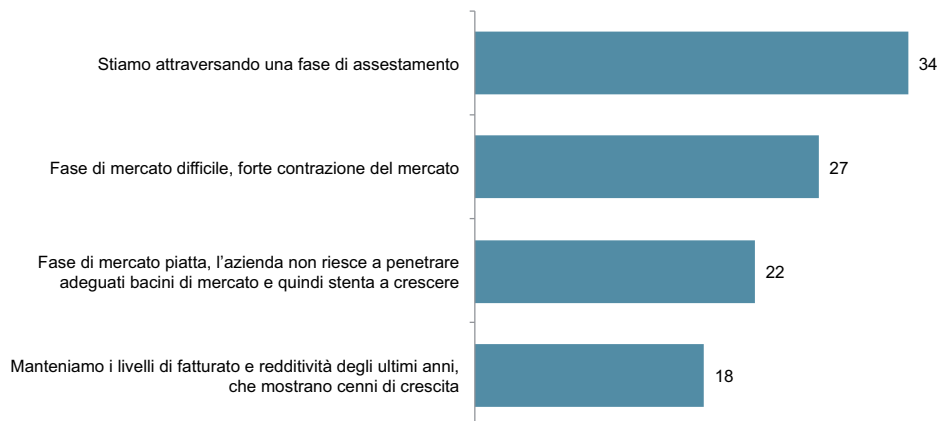 Stiamo attraversando una fase di assestamento
34
Fase di mercato difficile, forte contrazione del mercato
27
Fase di mercato piatta, l’azienda non riesce a penetrare
adeguati bacini di mercato e quindi stenta a crescere
22
Manteniamo i livelli di fatturato e redditività degli ultimi anni,
che mostrano cenni di crescita
18